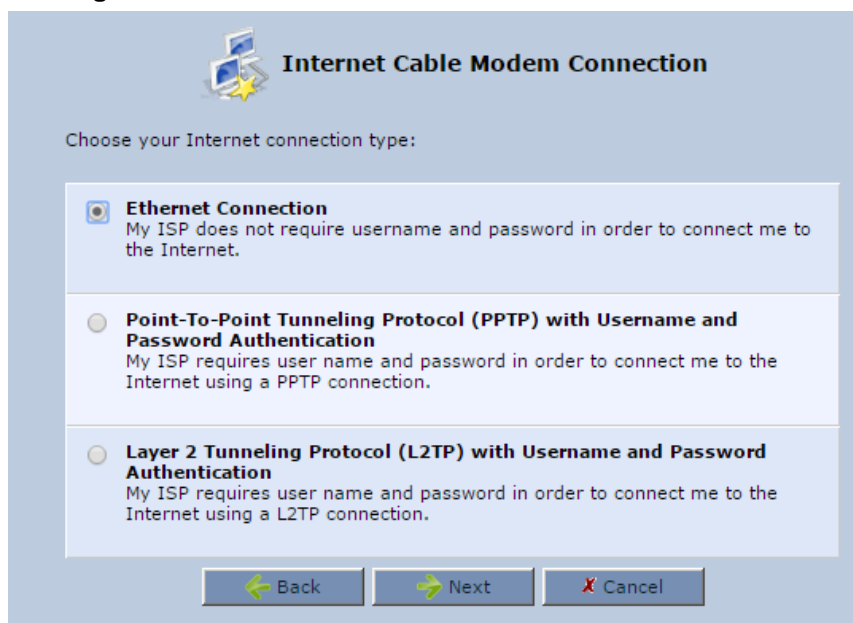 Internet Cable Modem Connection
Choose your Internet connection type:
Ethernet Connection
My ISP does not require username and password in order to connect me to
the Internet.
Point-To-Point Tunneling Protocol (PPTP) with Username and
Password Authentication
My ISP requires user name and password in order to connect me to the
Internet using a PPTP connection.
Layer 2 Tunneling Protocol (L2TP) with Username and Password
Authentication
My ISP requires user name and password in order to connect me to the
Internet using a L2TP connection.
Back
Next
Cancel